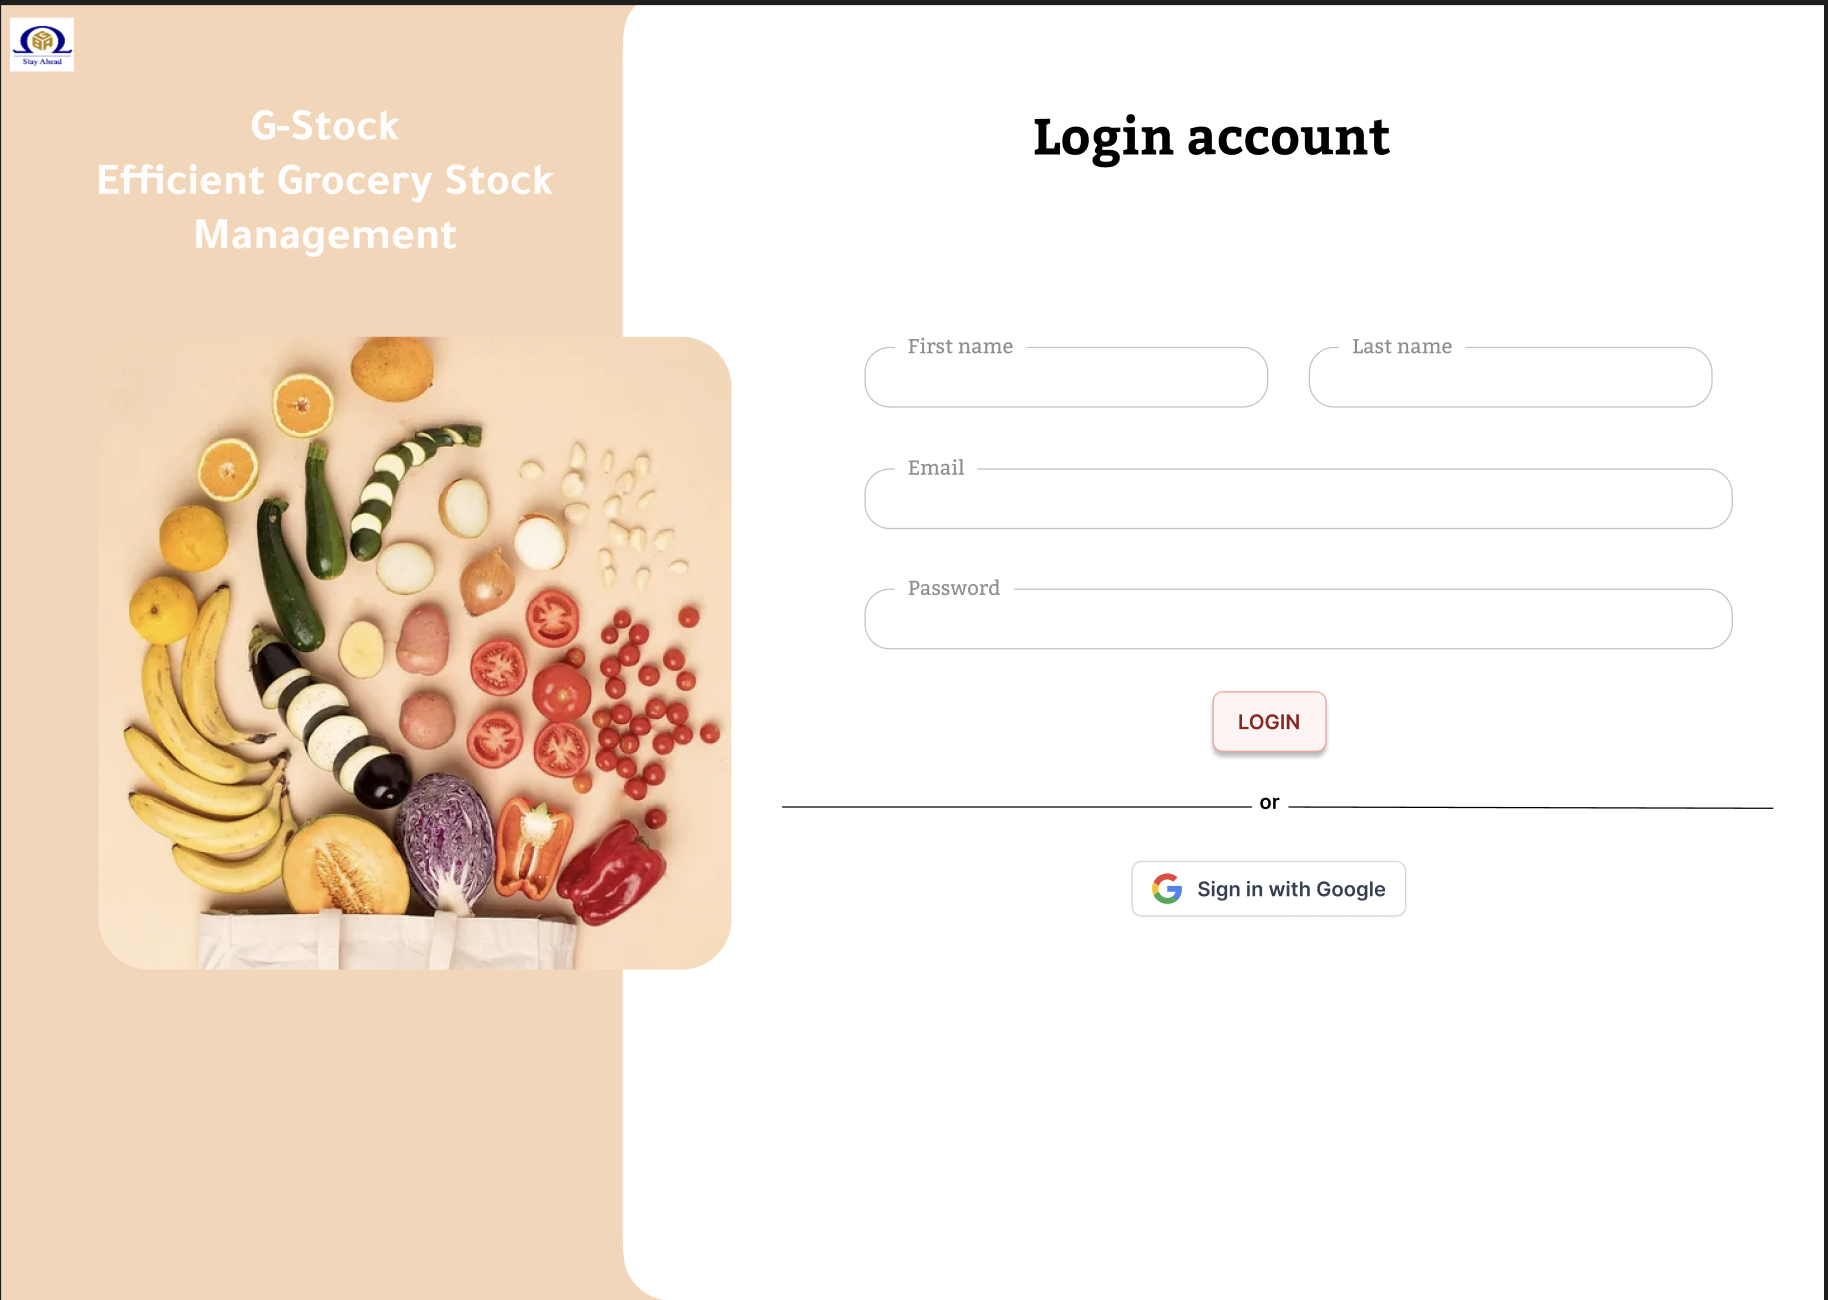 Stay Ahead
G-Stock
Efficient Grocery Stock
Management
Login account
First name
Last name
Email
Password
LOGIN
or
Sign in with Google